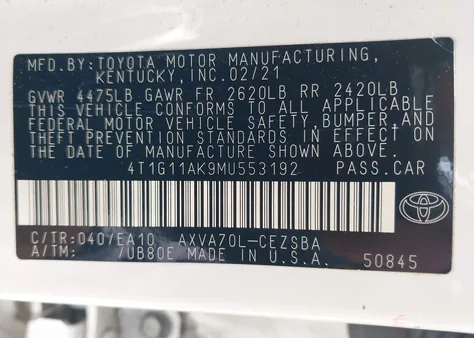 MFD.BY:TOYOTA MOTOR MANUFACTURING,
KENTUCKY,INC.02/21
GVWR 4475LB GAWR FR 2620LB RR 2420LB
THIS VEHICLE CONFORMS TO ALL APPLICABLE
FEDERAL MOTOR VEHICLE SAFETY,BUMPER,AND
THEFT PREVENTION STANDARDS IN EFFECT ON
THE DATE OF MANUFACTURE SHOWN ABOVE.
4T1G11AK9MU553192 PASS.CAR
C/TR:040/EA10 AXVA70L-CEZSBA
A/TM: /UB80E MADE IN U.S.A. 50845